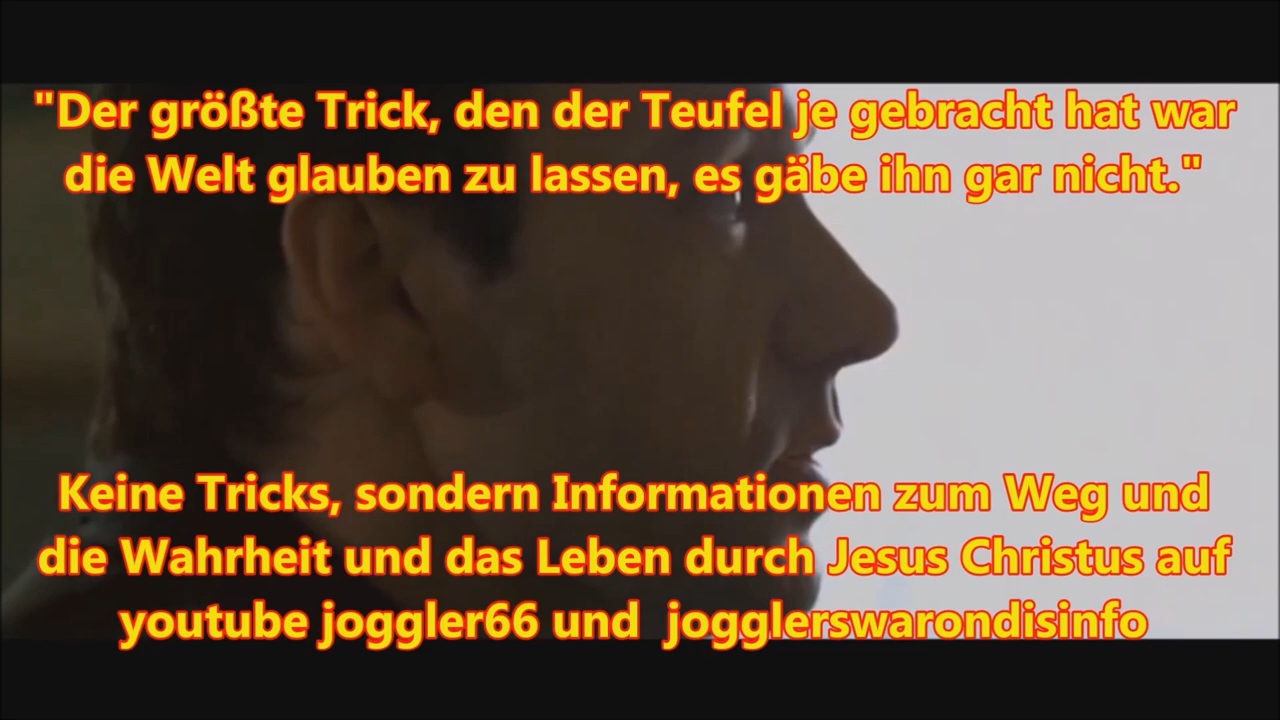 "Der größte Trick, den der Teufel je gebracht hat war
die Welt glauben zu lassen, es gäbe ihn gar nicht."
Keine Tricks, sondern Informationen zum Weg und
die Wahrheit und das Leben durch Jesus Christus auf
youtube joggler66 und  jogglerswarondisinfo